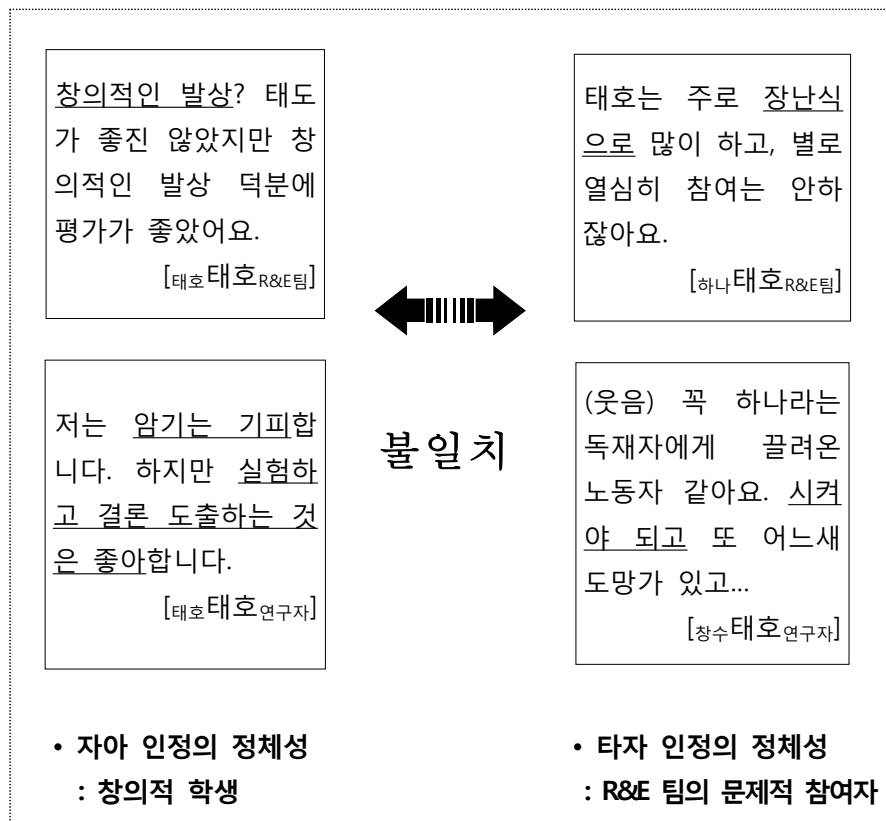 창의적인 발상? 태도
가 좋진 않았지만 창
의적인 발상 덕분에
평가가 좋았어요.
[태호태호R&E팀]
저는 암기는 기피합
니다. 하지만 실험하
고 결론 도출하는 것
은 좋아합니다.
[태호태호연구자]
• 자아 인정의 정체성
: 창의적 학생
불일치
태호는 주로 장난식
으로 많이 하고, 별로
열심히 참여는 안하
잖아요.
[하나태호R&E팀]
(웃음) 꼭 하나라는
독재자에게 끌려온
노동자 같아요. 시켜
야 되고 또 어느새
도망가 있고...
[창수태호연구자]
• 타자 인정의 정체성
: R&E 팀의 문제적 참여자